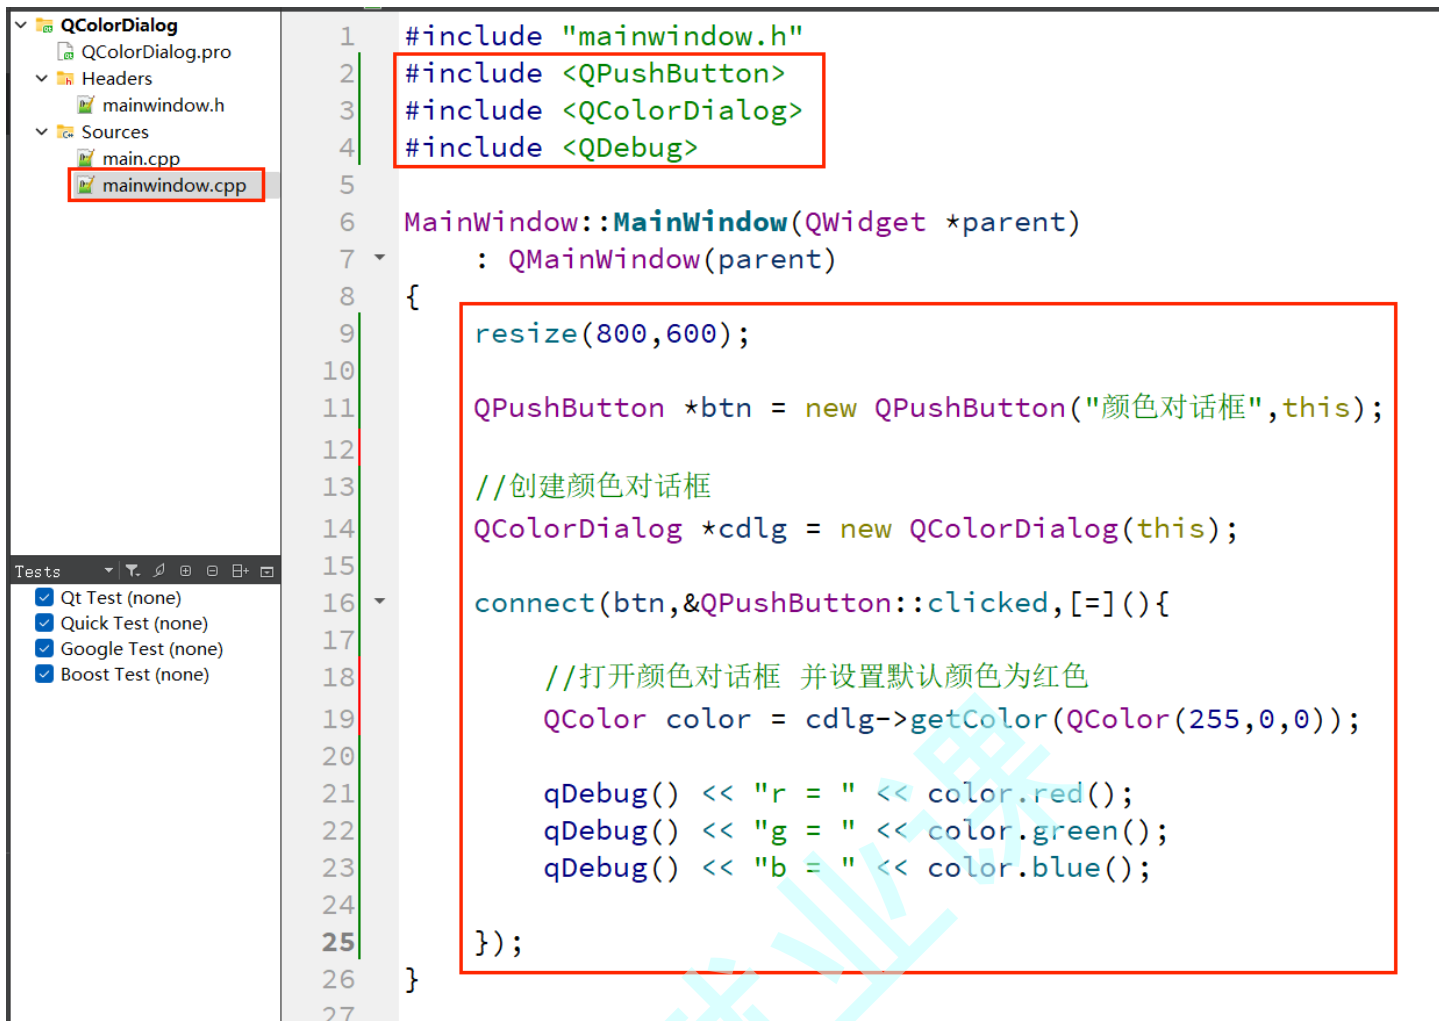 QColorDialog
QColorDialog.pro
Headers
mainwindow.h
Sources
main.cpp
mainwindow.cpp
Tests
Qt Test (none)
Quick Test (none)
Google Test (none)
Boost Test (none)
1 #include "mainwindow.h"
2 #include <QPushButton>
3 #include <QColorDialog>
4 #include <QDebug>
5
6 MainWindow::MainWindow(QWidget *parent)
7 : QMainWindow(parent)
8 {
9 resize(800,600);
10
11 QPushButton *btn = new QPushButton("颜色对话框",this);
12
13 //创建颜色对话框
14 QColorDialog *cdlg = new QColorDialog(this);
15
16 connect(btn,&QPushButton::clicked,[=](){
17
18 //打开颜色对话框 并设置默认颜色为红色
19 QColor color = cdlg->getColor(QColor(255,0,0));
20
21 qDebug() << "r = " << color.red();
22 qDebug() << "g = " << color.green();
23 qDebug() << "b = " << color.blue();
24
25 });
26 }
27
业课